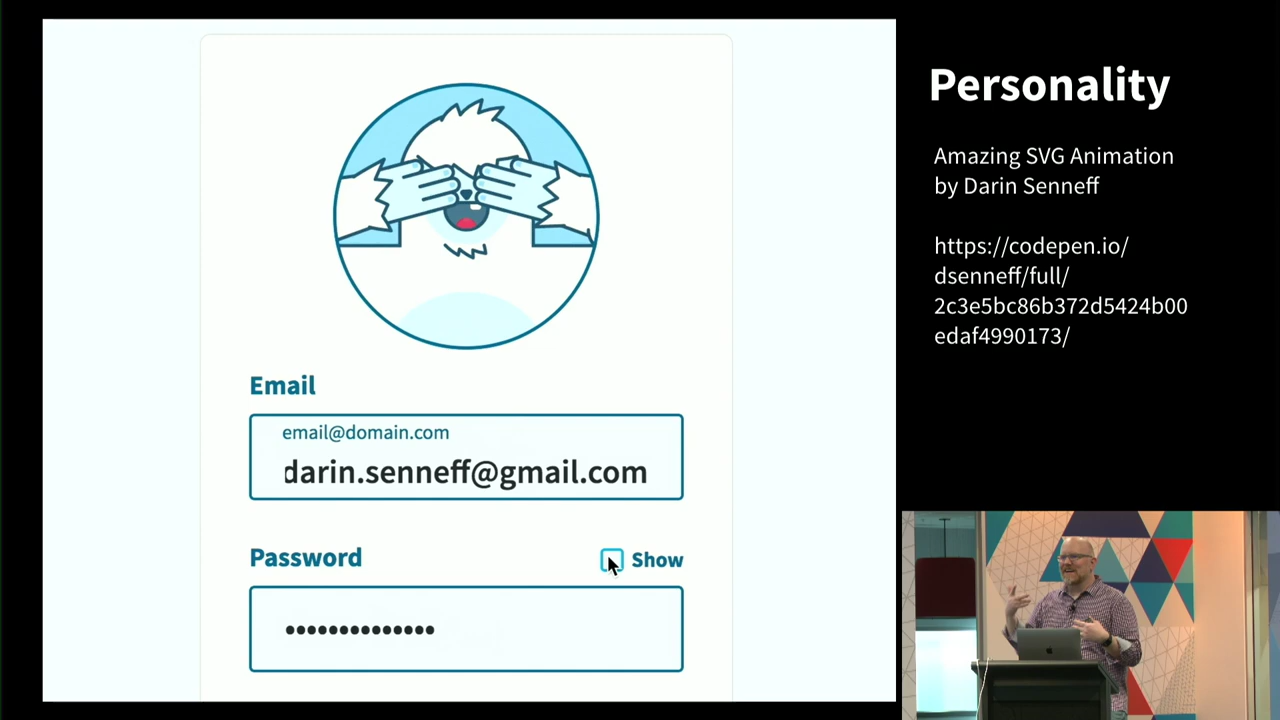 Email
email@domain.com
darin.senneff@gmail.com
Password
Show
••••••••••••••
Personality
Amazing SVG Animation
by Darin Senneff
https://codepen.io/
dsenneff/full/
2c3e5bc86b372d5424b00
edaf4990173/